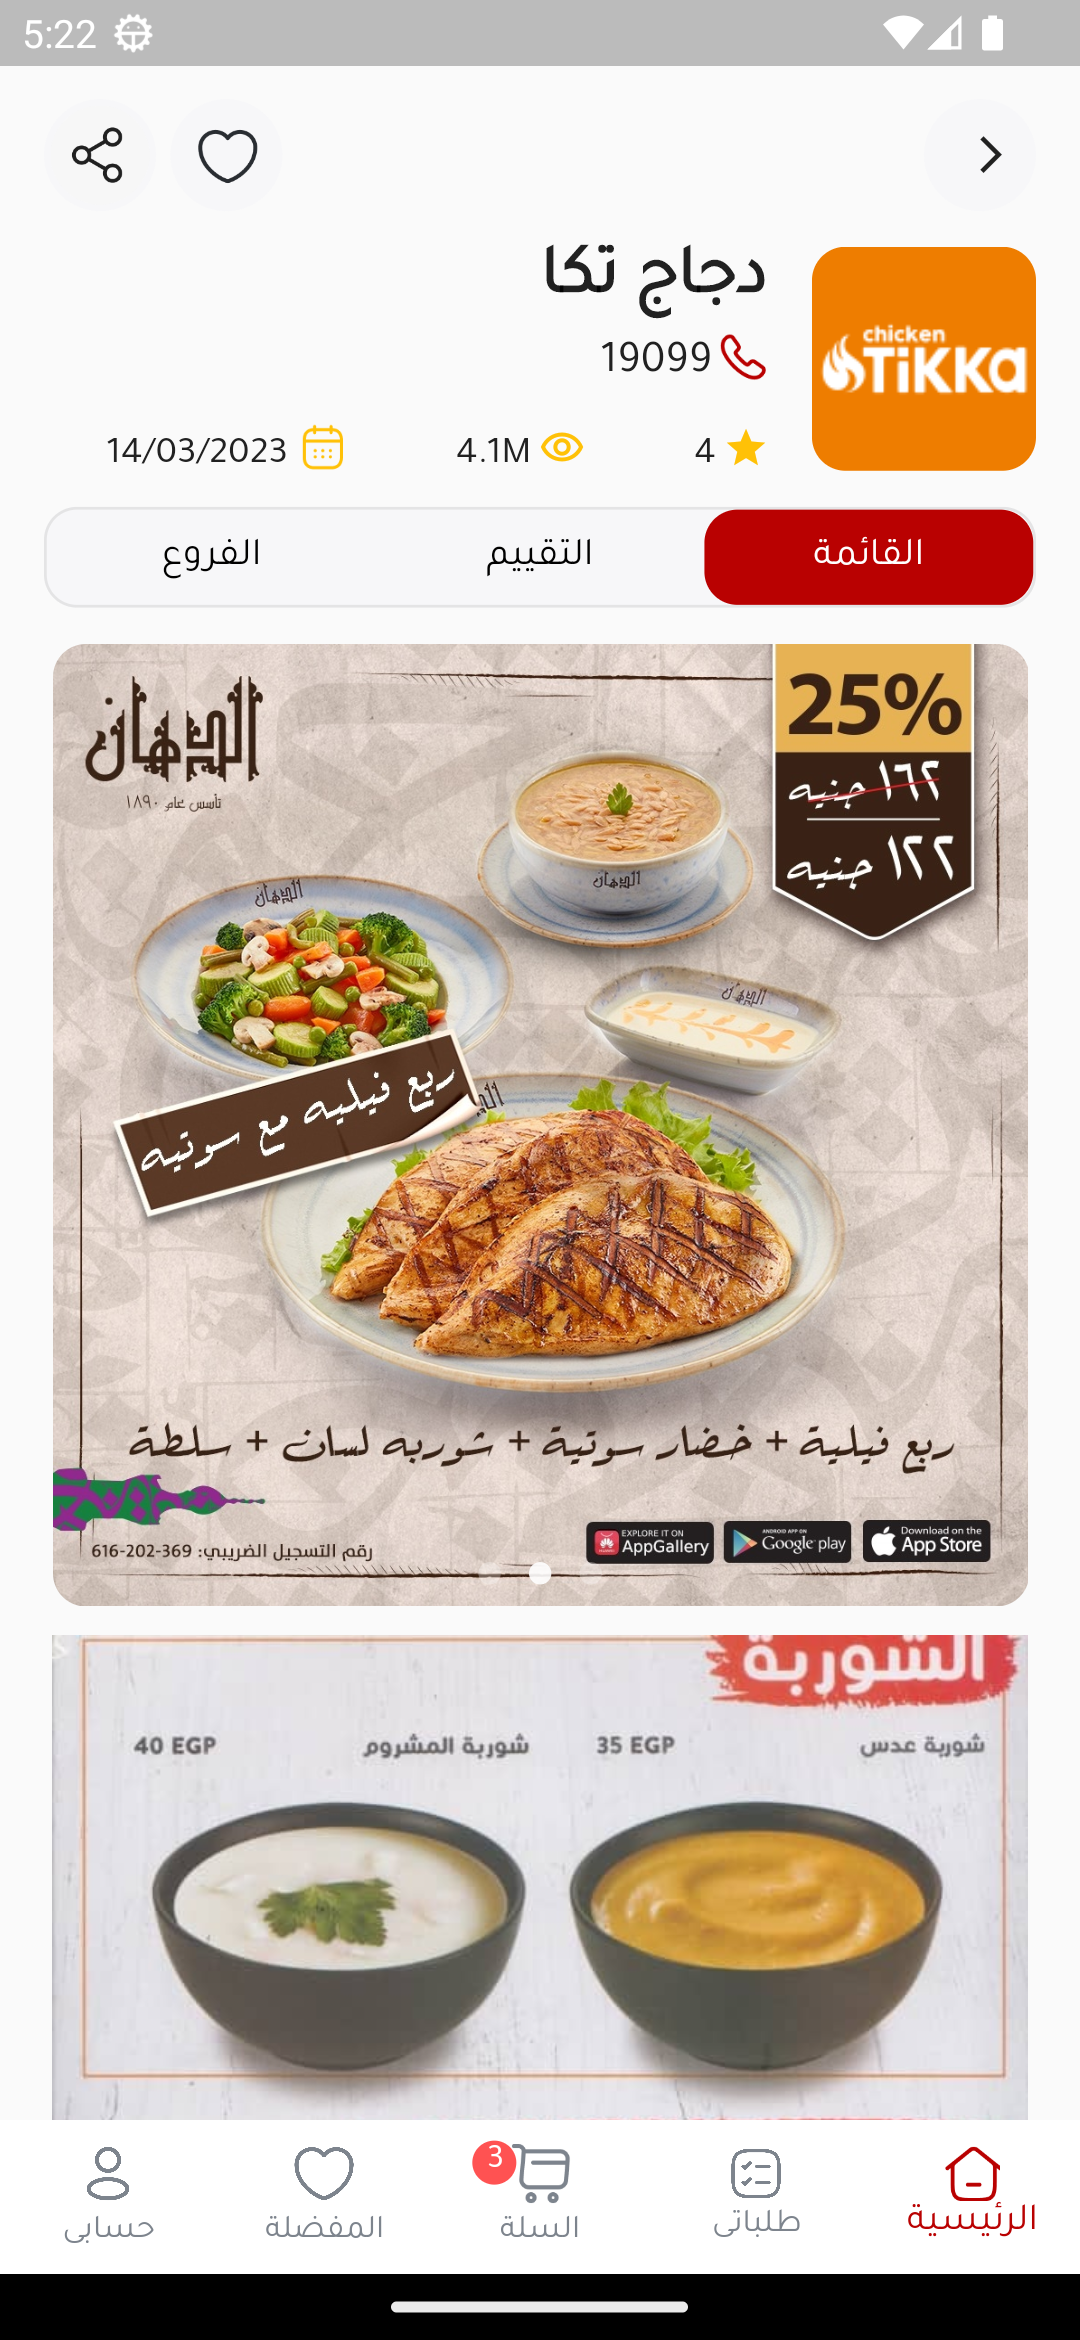 5:22
دجاج تكا
19099
chicken
TiKKa
4
4.1M
14/03/2023
القائمة
التقييم
الفروع
الدهان
تأسس عام ١٨٩٠
25%
١٦٢ جنيه
١٢٢ جنيه
الدهان
الدهان
الدهان
ربع فيليه مع سوتيه
ربع فيلية + خضار سوتية + شوربه لسان + سلطة
رقم التسجيل الضريبي: 369-202-616
EXPLORE IT ON
AppGallery
ANDROID APP ON
Google play
Download on the
App Store
الشوربة
شوربة عدس
35 EGP
شوربة المشروم
40 EGP
الرئيسية
طلباتى
3
السلة
المفضلة
حسابى